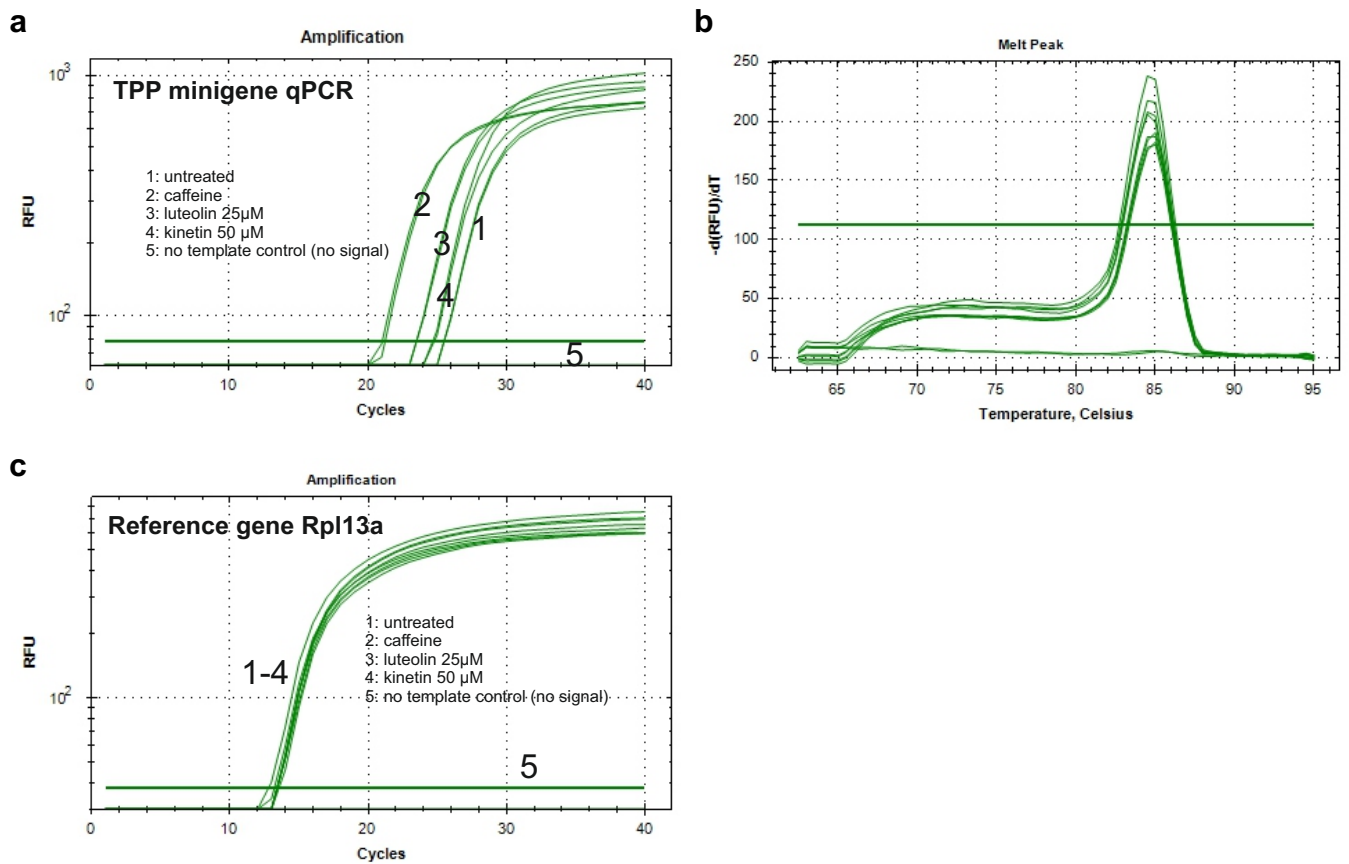 a
Amplification
TPP minigene qPCR
1: untreated
2: caffeine
3: luteolin 25µM
4: kinetin 50 µM
5: no template control (no signal)
10³
10²
RFU
2
3
1
4
5
0
10
20
30
40
Cycles
b
Melt Peak
250
200
150
100
50
0
-d(RFU)/dT
65
70
75
80
85
90
95
Temperature, Celsius
c
Amplification
Reference gene Rpl13a
1: untreated
2: caffeine
3: luteolin 25µM
4: kinetin 50 µM
5: no template control (no signal)
1-4
10²
RFU
5
0
10
20
30
40
Cycles